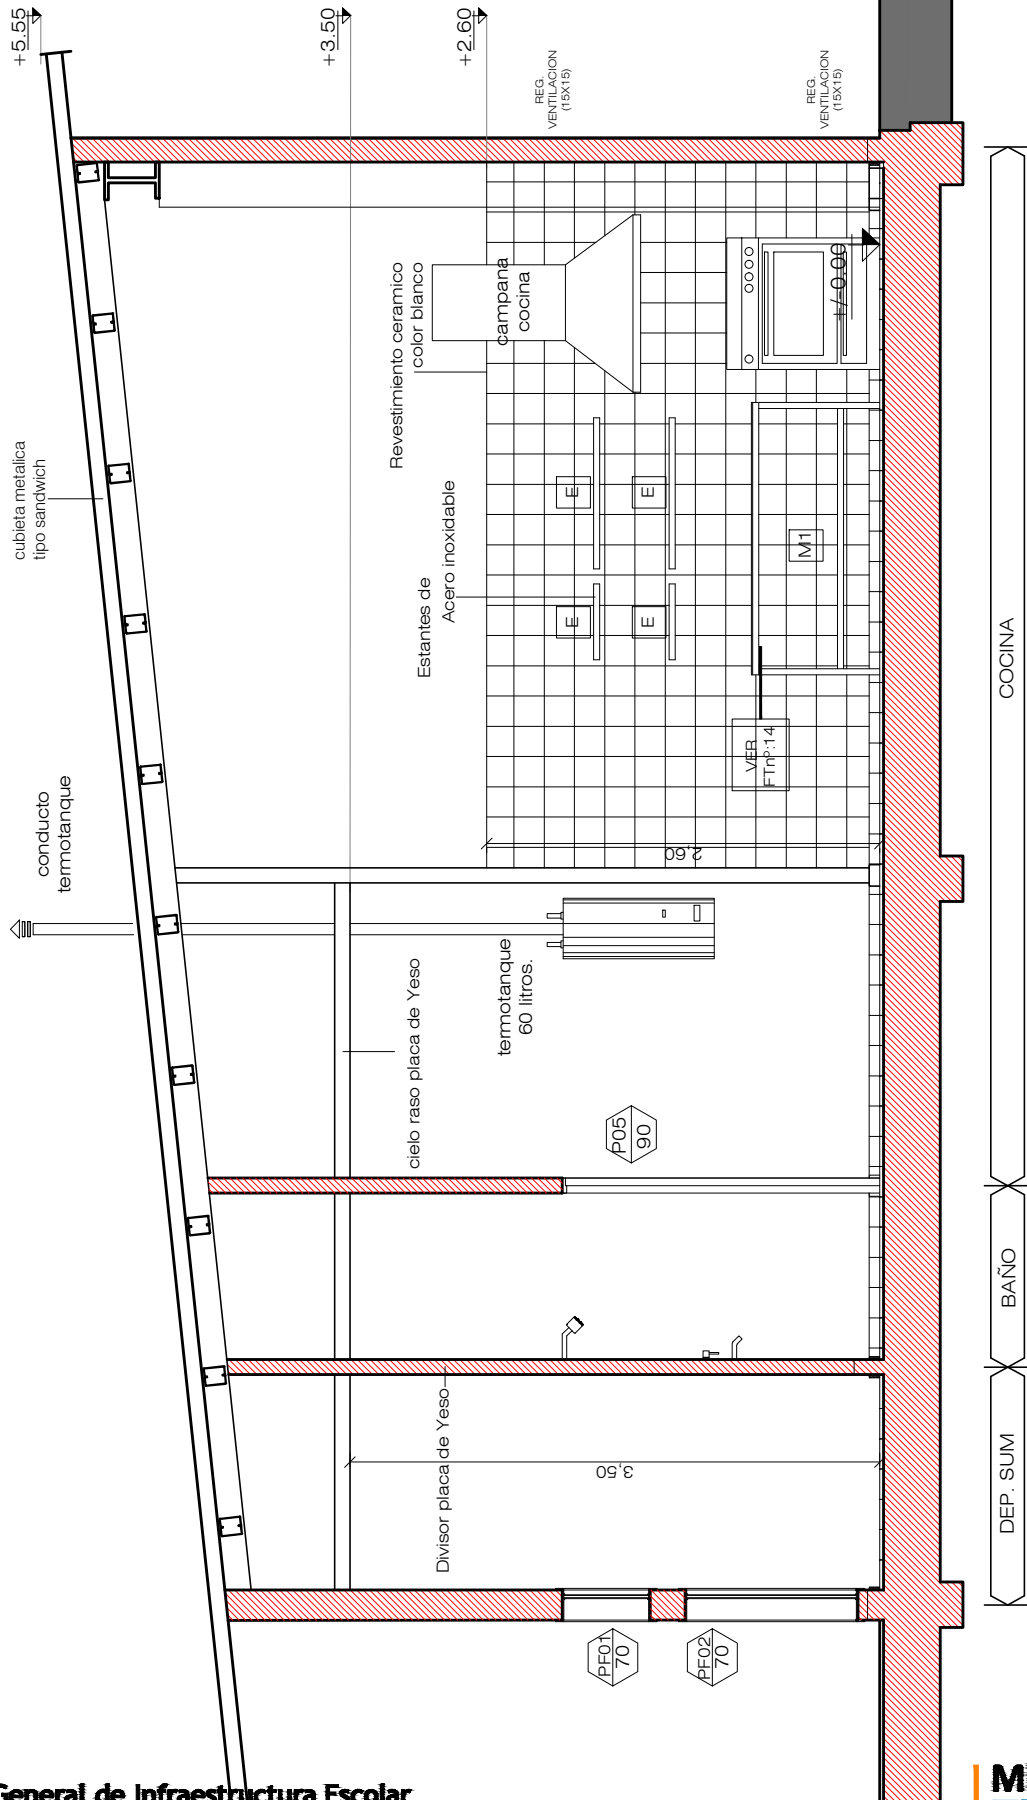 +5.55
+3.50
+2.60
REG.
VENTILACION
(15X15)
REG.
VENTILACION
(15X15)
cubieta metalica
tipo sandwich
Revestimiento ceramico
color blanco
campana
cocina
+/-0.00
Estantes de
Acero inoxidable
E
E
E
E
M1
VER
FTnº:14
2,60
conducto
termotanque
termotanque
60 litros.
cielo raso placa de Yeso
P05
90
Divisor placa de Yeso
3,50
PF01
70
PF02
70
COCINA
BAÑO
DEP. SUM
General de Infraestructura Escolar
M